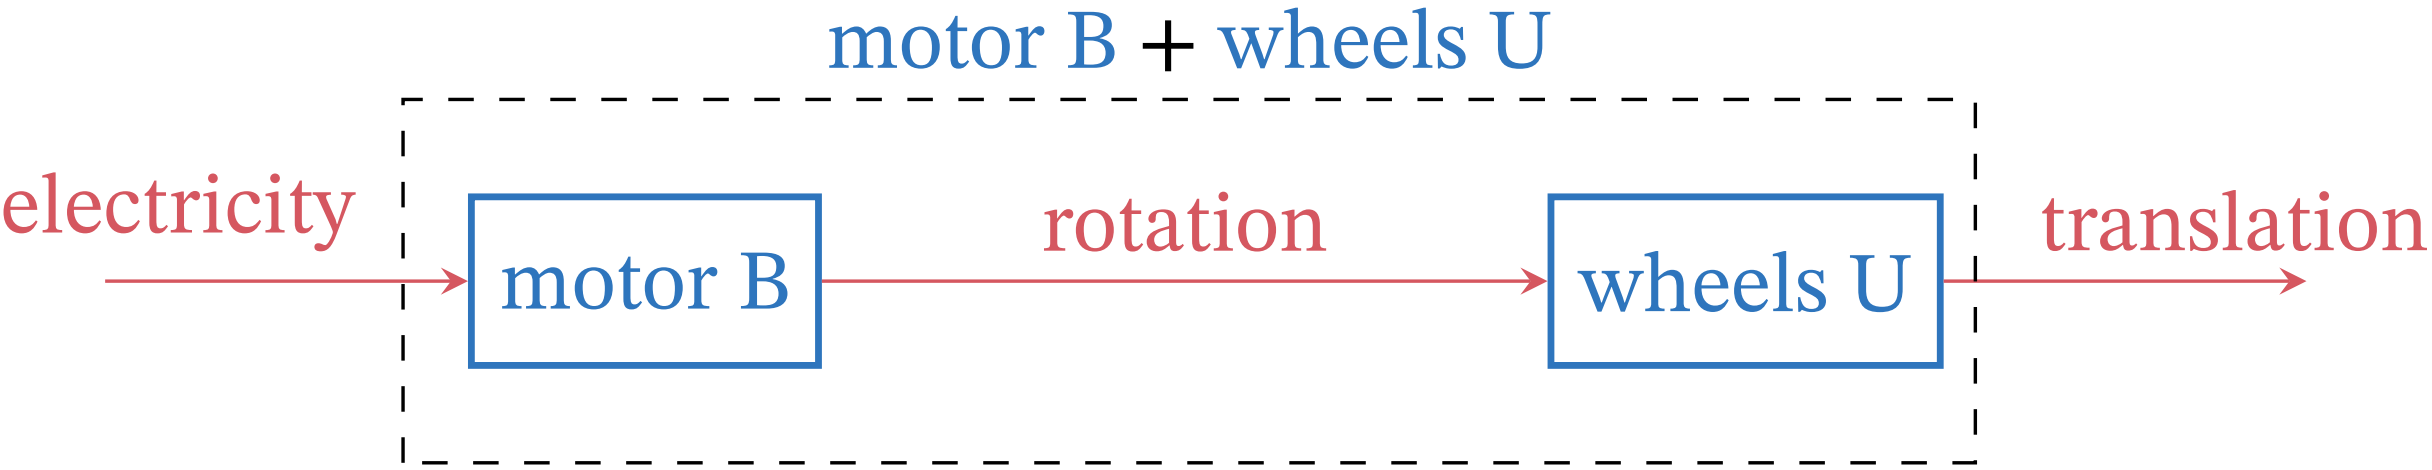 motor B + wheels U
electricity
rotation
translation
motor B
wheels U